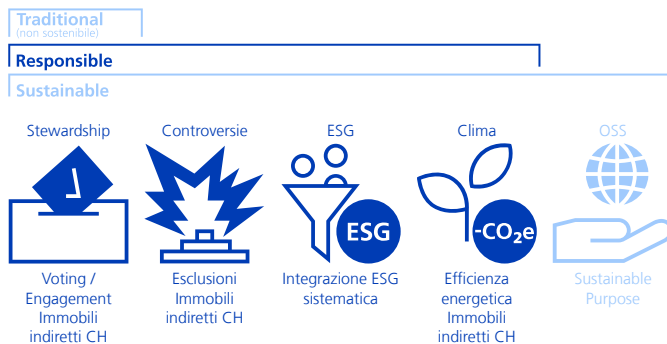 Traditional
(non sostenibile)
Responsible
Sustainable
Stewardship
Controversie
ESG
Clima
OSS
ESG
-CO₂e
Voting /
Engagement
Immobili
indiretti CH
Esclusioni
Immobili
indiretti CH
Integrazione ESG
sistematica
Efficienza
energetica
Immobili
indiretti CH
Sustainable
Purpose